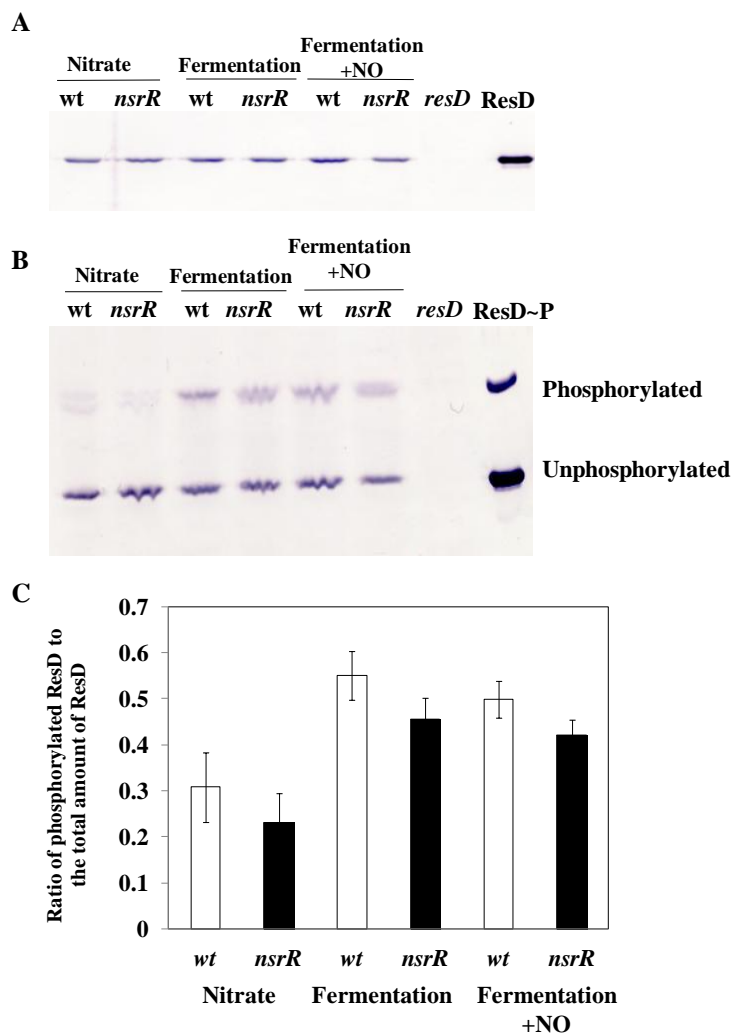 A
Nitrate Fermentation Fermentation +NO
wt nsrR wt nsrR wt nsrR resD ResD
B
Nitrate Fermentation Fermentation +NO
wt nsrR wt nsrR wt nsrR resD ResD~P
Phosphorylated
Unphosphorylated
C
Ratio of phosphorylated ResD to
the total amount of ResD
0.7
0.6
0.5
0.4
0.3
0.2
0.1
0
wt nsrR wt nsrR wt nsrR
Nitrate Fermentation Fermentation
+NO